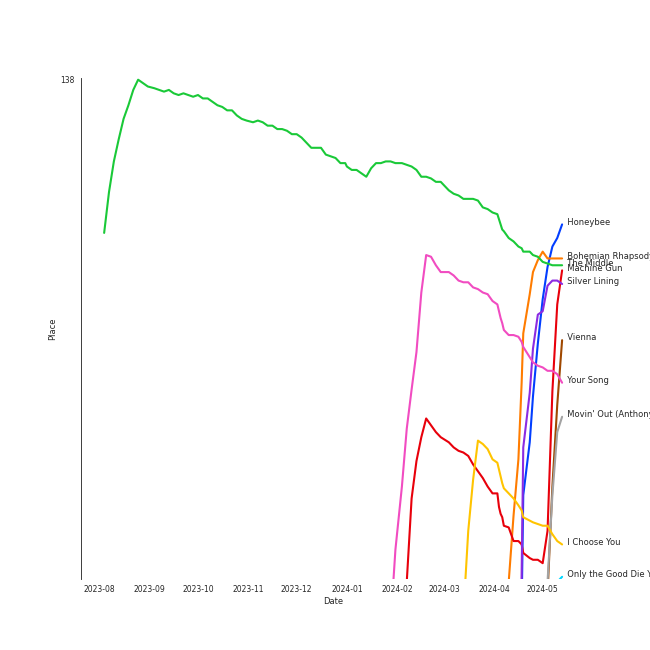 138
Honeybee
Bohemian Rhapsod
The Middle
Machine Gun
Silver Lining
Vienna
Your Song
Movin' Out (Anthony
I Choose You
Only the Good Die Y
Place
2023-08 2023-09 2023-10 2023-11 2023-12 2024-01 2024-02 2024-03 2024-04 2024-05
Date